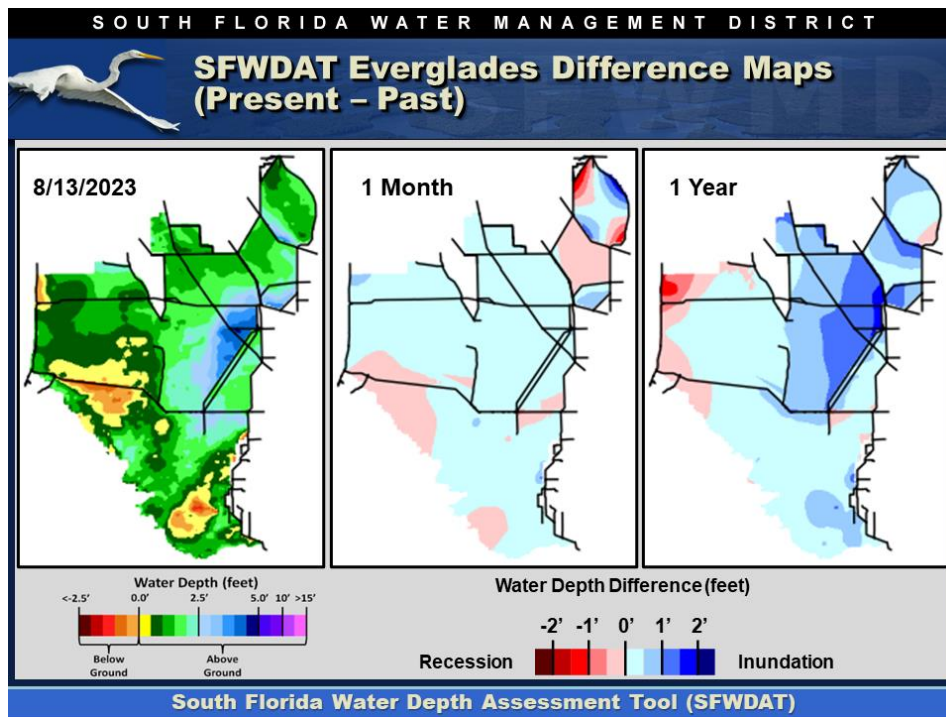 SOUTH FLORIDA WATER MANAGEMENT DISTRICT
SFWDAT Everglades Difference Maps
(Present – Past)
SFWMD
8/13/2023
1 Month
1 Year
Water Depth (feet)
<-2.5' 0.0' 2.5' 5.0' 10' >15'
Below
Ground
Above
Ground
Water Depth Difference (feet)
-2' -1' 0' 1' 2'
Recession
Inundation
South Florida Water Depth Assessment Tool (SFWDAT)